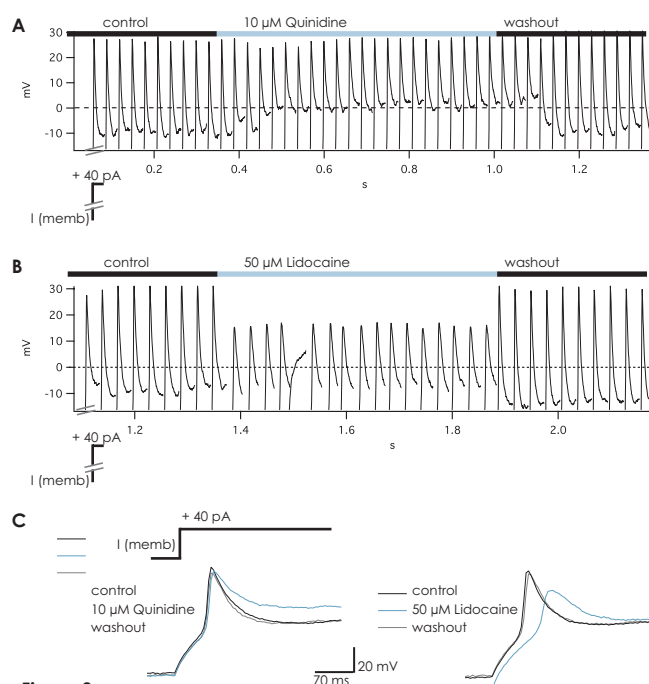 A
control 10 µM Quinidine washout
30
20
10
0
-10
mV
0.2 0.4 0.6 0.8 1.0 1.2
s
+ 40 pA
I (memb)
B
control 50 µM Lidocaine washout
30
20
10
0
-10
mV
1.2 1.4 1.6 1.8 2.0
s
+40 pA
I (memb)
C
+ 40 pA
I (memb)
control
10 µM Quinidine
washout
control
50 µM Lidocaine
washout
20 mV
70 ms